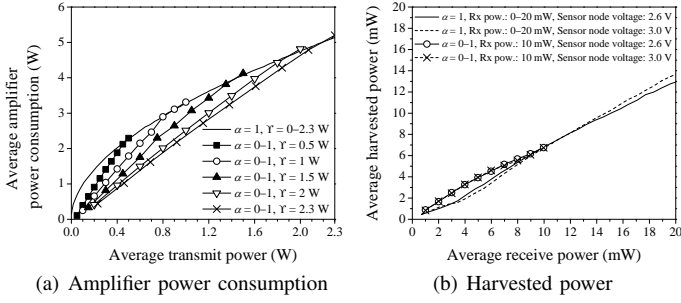 6
5
4
3
2
1
0
Average amplifier
power consumption (W)
α = 1, ϒ = 0–2.3 W
α = 0–1, ϒ = 0.5 W
α = 0–1, ϒ = 1 W
α = 0–1, ϒ = 1.5 W
α = 0–1, ϒ = 2 W
α = 0–1, ϒ = 2.3 W
0.0 0.4 0.8 1.2 1.6 2.0 2.3
Average transmit power (W)
(a) Amplifier power consumption
α = 1, Rx pow.: 0–20 mW, Sensor node voltage: 2.6 V
α = 1, Rx pow.: 0–20 mW, Sensor node voltage: 3.0 V
α = 0-1, Rx pow.: 10 mW, Sensor node voltage: 2.6 V
α = 0-1, Rx pow.: 10 mW, Sensor node voltage: 3.0 V
20
18
16
14
12
10
8
6
4
2
0
Average harvested
power (mW)
0 2 4 6 8 10 12 14 16 18 20
Average receive power (mW)
(b) Harvested power